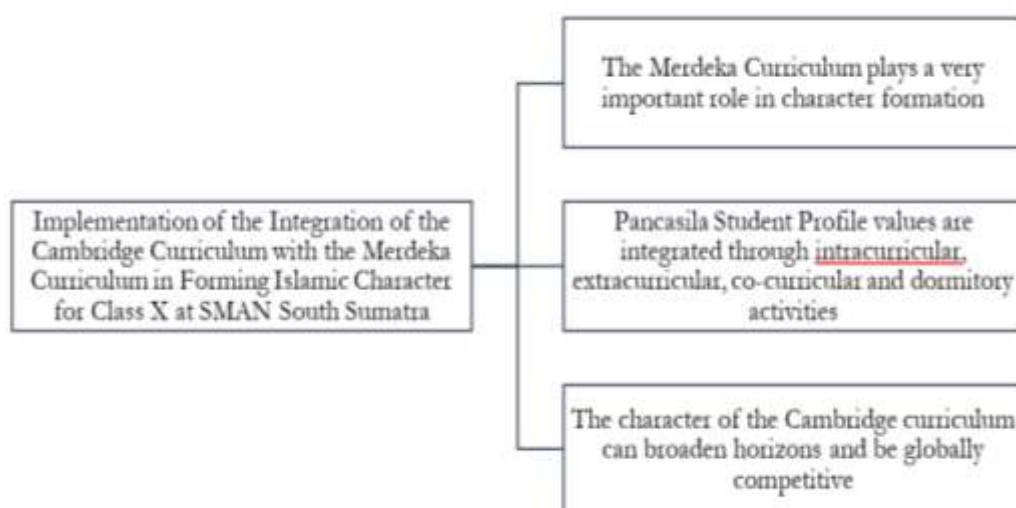 Implementation of the Integration of the
Cambridge Curriculum with the Merdeka
Curriculum in Forming Islamic Character
for Class X at SMAN South Sumatra
The Merdeka Curriculum plays a very
important role in character formation
Pancasila Student Profile values are
integrated through intracurricular,
extracurricular, co-curricular and dormitory
activities
The character of the Cambridge curriculum
can broaden horizons and be globally
competitive